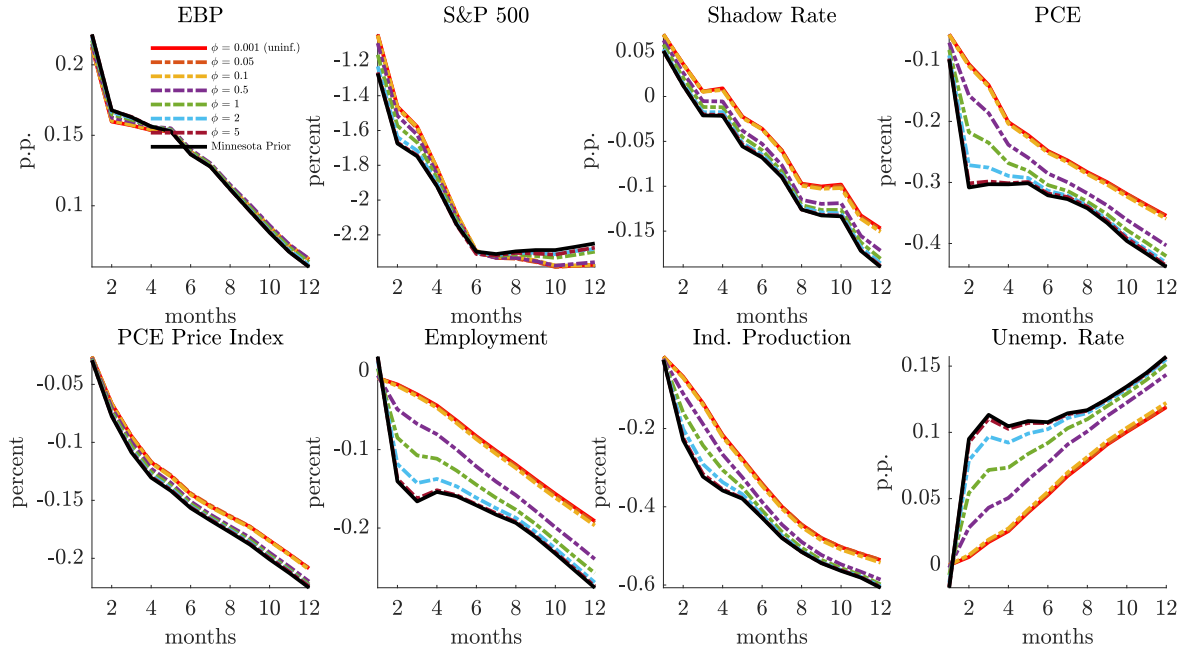 EBP
S&P 500
Shadow Rate
PCE
ϕ = 0.001 (uninf.)
ϕ = 0.05
ϕ = 0.1
ϕ = 0.5
ϕ = 1
ϕ = 2
ϕ = 5
Minnesota Prior
0.2
0.15
0.1
p.p.
2 4 6 8 10 12
months
-1.2
-1.4
-1.6
-1.8
-2
-2.2
percent
2 4 6 8 10 12
months
0.05
0
-0.05
-0.1
-0.15
p.p.
2 4 6 8 10 12
months
-0.1
-0.2
-0.3
-0.4
percent
2 4 6 8 10 12
months
PCE Price Index
Employment
Ind. Production
Unemp. Rate
-0.05
-0.1
-0.15
-0.2
percent
2 4 6 8 10 12
months
0
-0.1
-0.2
percent
2 4 6 8 10 12
months
-0.2
-0.4
-0.6
percent
2 4 6 8 10 12
months
0.15
0.1
0.05
0
p.p.
2 4 6 8 10 12
months